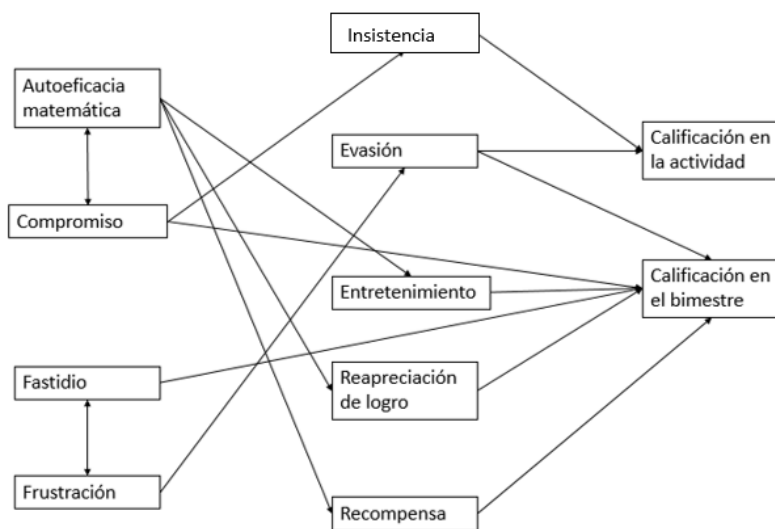 Insistencia
Autoeficacia
matemática
Evasión
Calificación en
la actividad
Compromiso
Entretenimiento
Calificación en
el bimestre
Fastidio
Reapreciación
de logro
Frustración
Recompensa